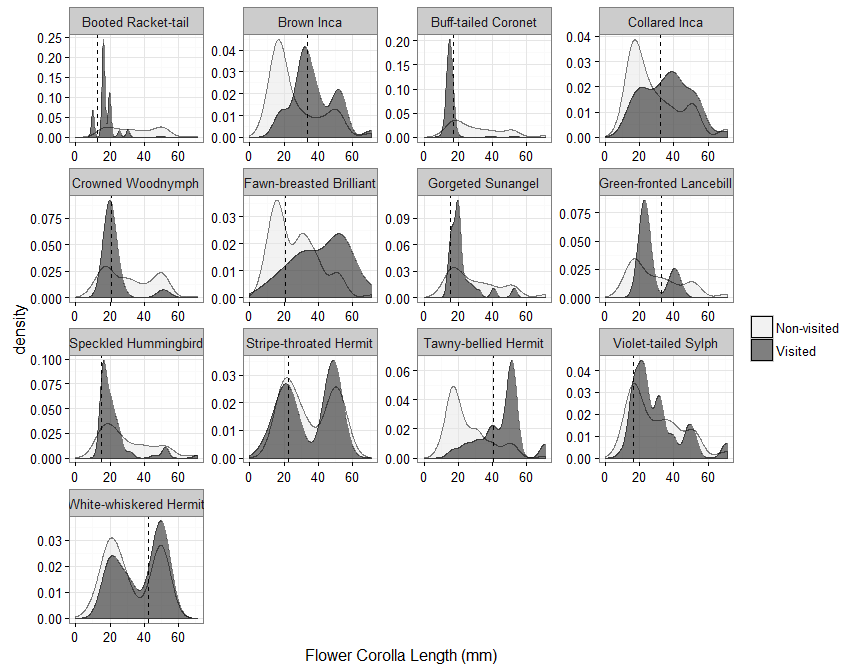 Booted Racket-tail Brown Inca Buff-tailed Coronet Collared Inca
0.25 0.20 0.15 0.10 0.05 0.00
0.04 0.03 0.02 0.01 0.00
0.20 0.15 0.10 0.05 0.00
0.04 0.03 0.02 0.01 0.00
0 20 40 60 0 20 40 60 0 20 40 60 0 20 40 60
Crowned Woodnymph Fawn-breasted Brilliant Gorgeted Sunangel Green-fronted Lancebill
0.075 0.050 0.025 0.000
0.03 0.02 0.01 0.00
0.09 0.06 0.03 0.00
0.075 0.050 0.025 0.000
0 20 40 60 0 20 40 60 0 20 40 60 0 20 40 60
density
Non-visited
Visited
Speckled Hummingbird Stripe-throated Hermit Tawny-bellied Hermit Violet-tailed Sylph
0.100 0.075 0.050 0.025 0.000
0.03 0.02 0.01 0.00
0.06 0.04 0.02 0.00
0.04 0.03 0.02 0.01 0.00
0 20 40 60 0 20 40 60 0 20 40 60 0 20 40 60
White-whiskered Hermit
0.03 0.02 0.01 0.00
0 20 40 60
Flower Corolla Length (mm)